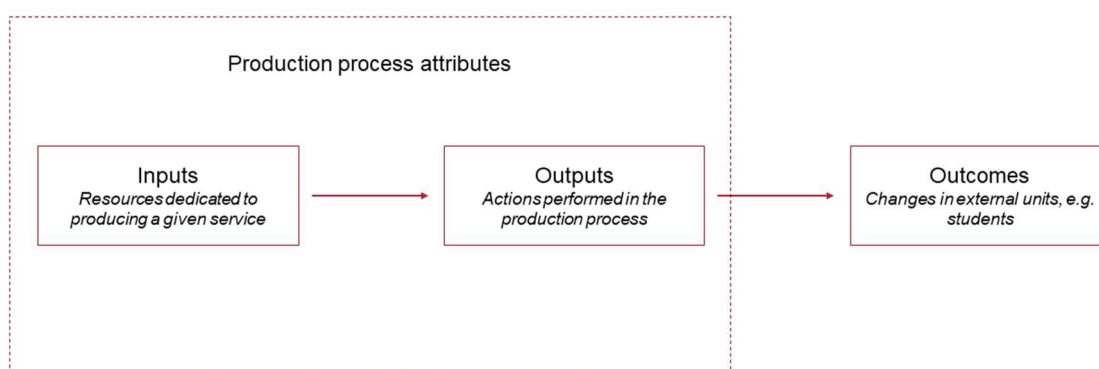 Production process attributes
Inputs
Resources dedicated to
producing a given service
Outputs
Actions performed in the
production process
Outcomes
Changes in external units, e.g.
students